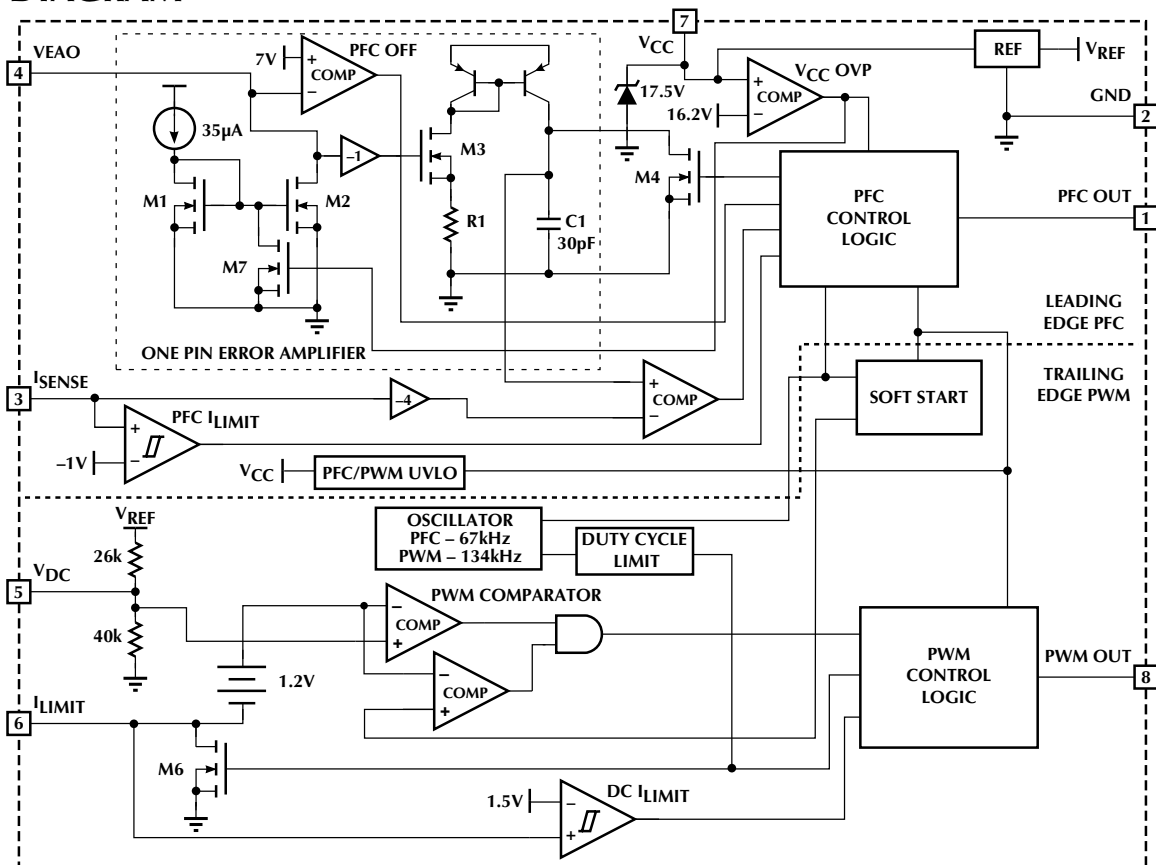 DIAGRAM
7
VEAO
4
PFC OFF
7V
+
COMP
–
VCC
17.5V
16.2V
+
COMP
–
VCC OVP
REF
VREF
GND
2
35µA
–1
M3
M1
M2
M7
R1
C1
30pF
M4
PFC
CONTROL
LOGIC
PFC OUT
1
ONE PIN ERROR AMPLIFIER
LEADING
EDGE PFC
TRAILING
EDGE PWM
ISENSE
3
–4
+
COMP
–
SOFT START
PFC ILIMIT
+
–
–1V
VCC
PFC/PWM UVLO
VREF
26k
OSCILLATOR
PFC – 67kHz
PWM – 134kHz
DUTY CYCLE
LIMIT
VDC
5
40k
PWM COMPARATOR
–
COMP
+
–
COMP
+
1.2V
PWM
CONTROL
LOGIC
PWM OUT
8
ILIMIT
6
M6
1.5V
–
+
DC ILIMIT